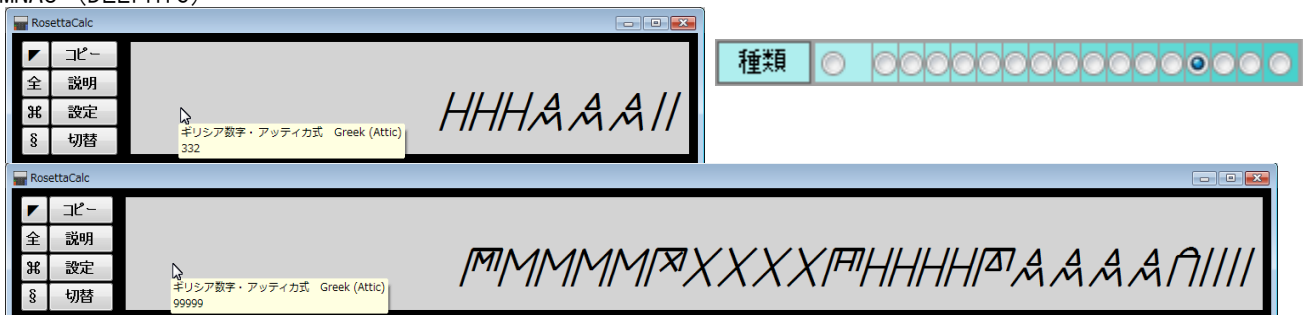 RosettaCalc
◤ コピー
全 説明
⌘ 設定
§ 切替
HHHΔΔΔII
ギリシア数字・アッティカ式 Greek (Attic)
332
種類
RosettaCalc
◤ コピー
全 説明
⌘ 設定
§ 切替
𐅇MMMM𐅆XXXX𐅅HHHH𐅄ΔΔΔΔ𐅃IIII
ギリシア数字・アッティカ式 Greek (Attic)
99999